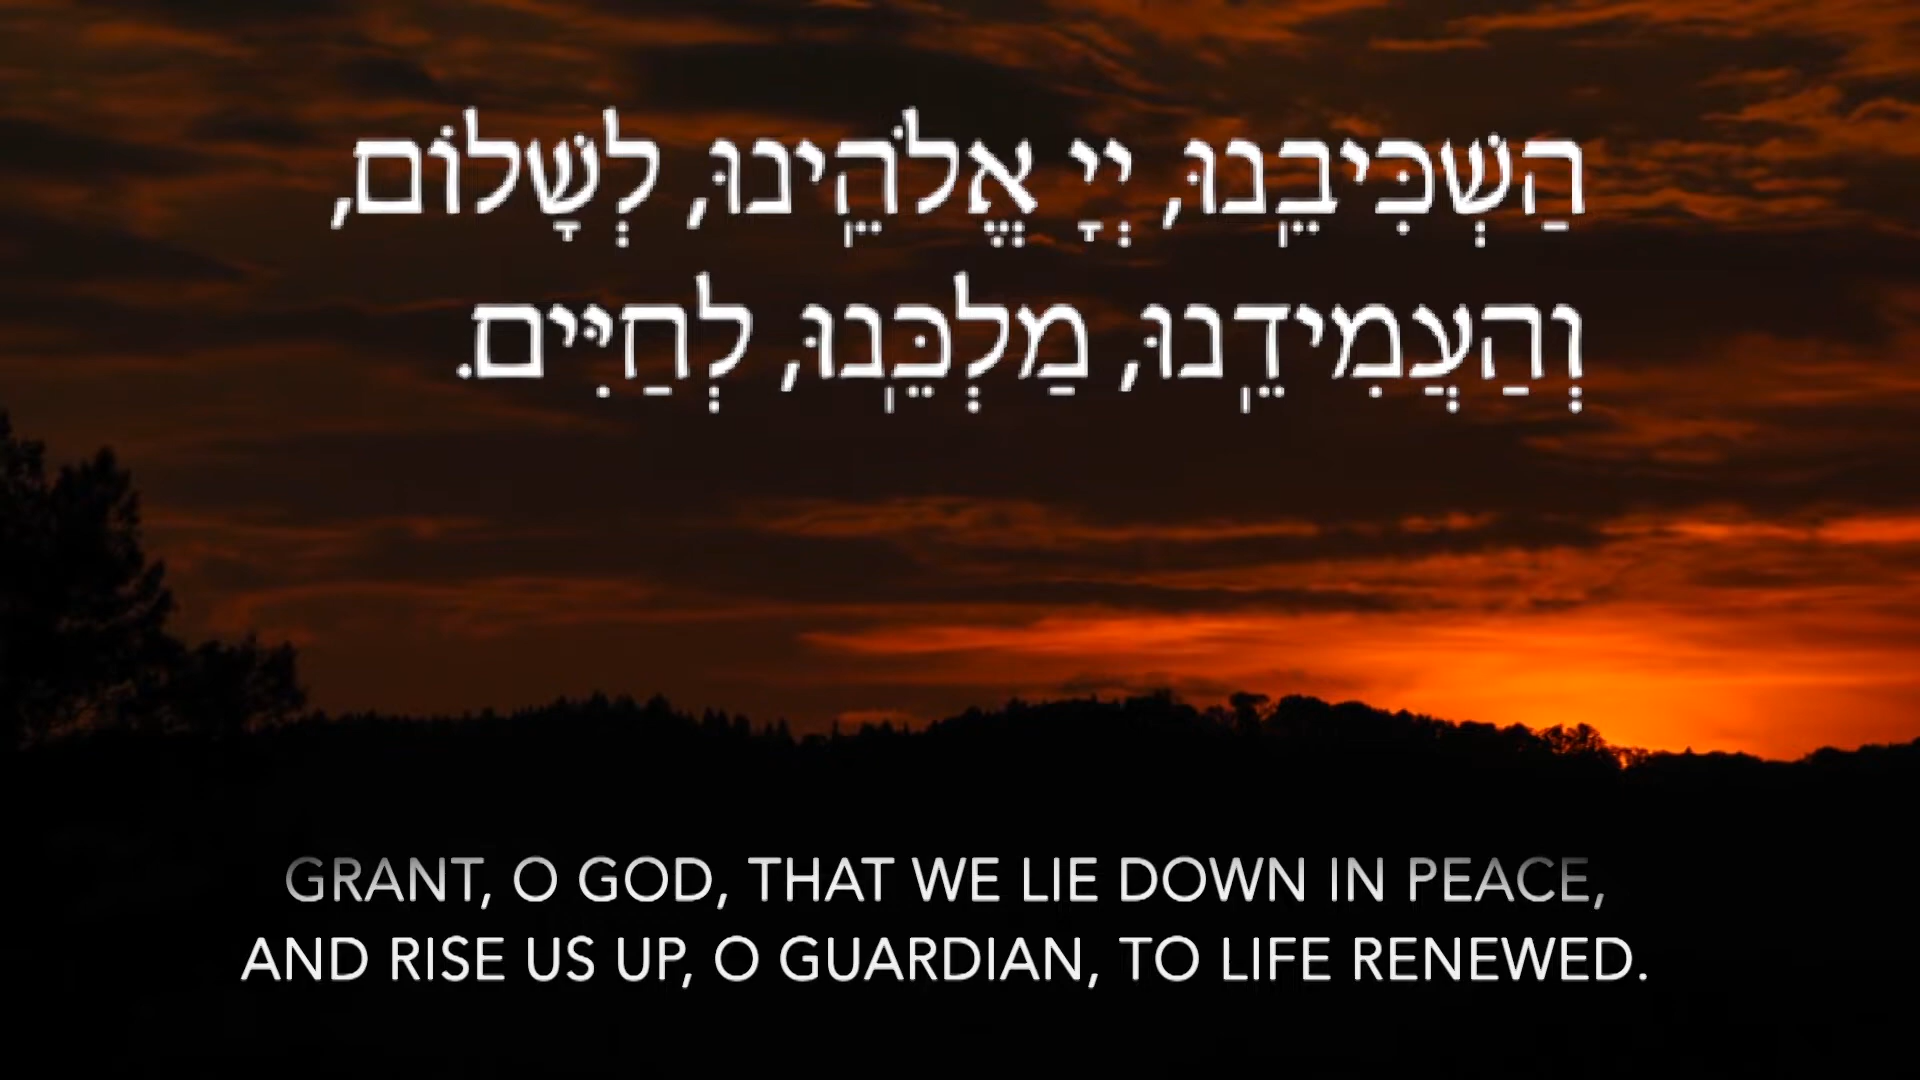 הַשְׁכִּיבֵֽנוּ, יְיָ אֱלֹהֵֽינוּ, לְשָׁלוֹם,
וְהַעֲמִידֵֽנוּ, מַלְכֵּֽנוּ, לְחַיִּים.
GRANT, O GOD, THAT WE LIE DOWN IN PEACE,
AND RISE US UP, O GUARDIAN, TO LIFE RENEWED.